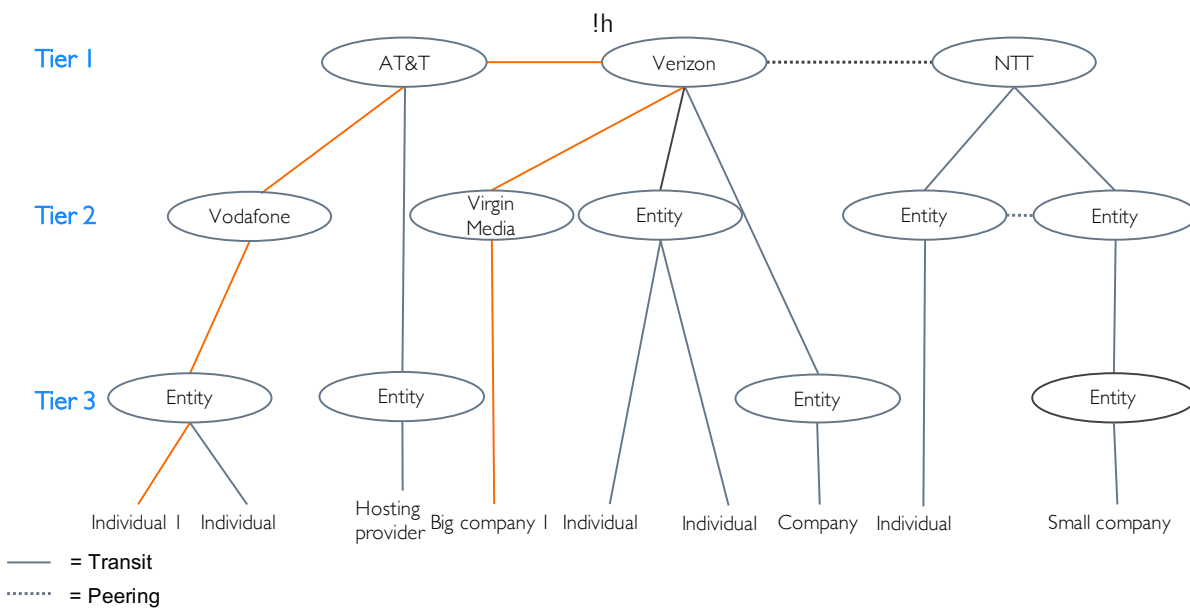 !h
Tier 1
AT&T
Verizon
NTT
Tier 2
Vodafone
Virgin
Media
Entity
Entity
Entity
Tier 3
Entity
Entity
Entity
Entity
Individual 1
Individual
Hosting
provider
Big company 1
Individual
Individual
Company
Individual
Small company
= Transit
= Peering